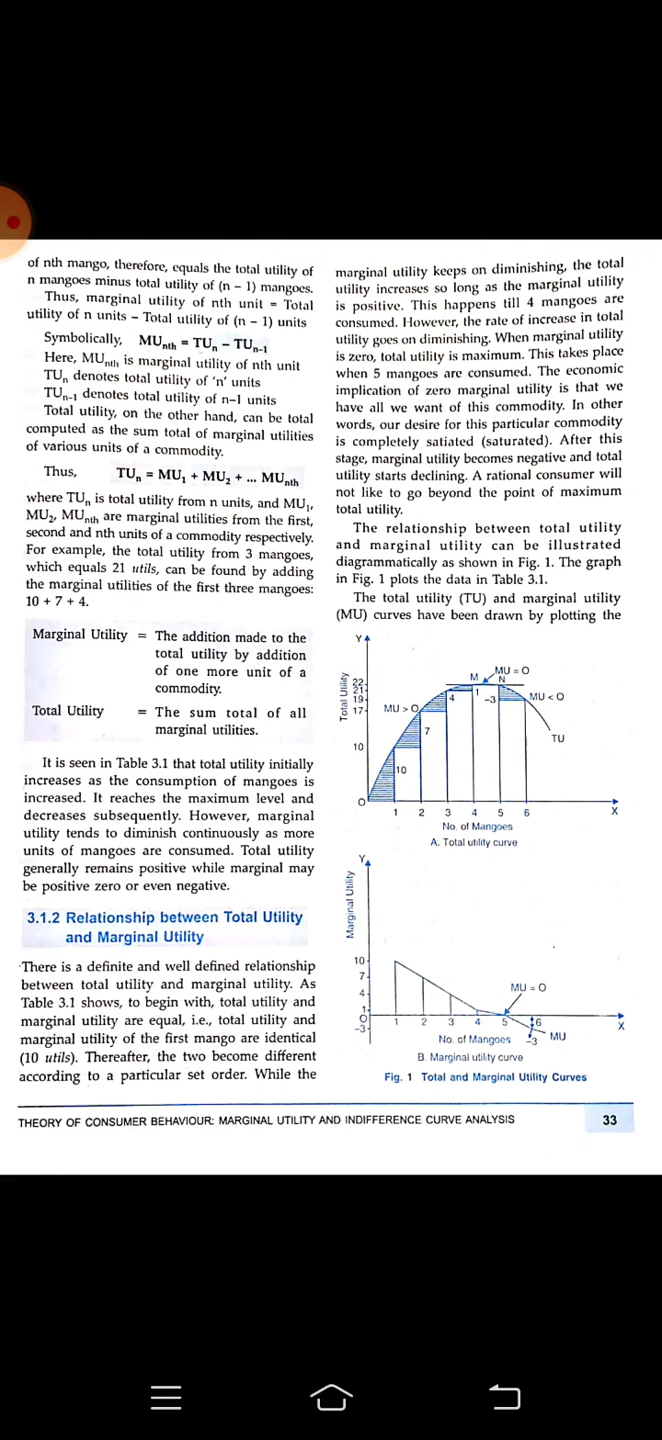 of nth mango, therefore, equals the total utility of
n mangoes minus total utility of (n – 1) mangoes.
Thus, marginal utility of nth unit = Total
utility of n units – Total utility of (n – 1) units
Symbolically, MUnth = TUn – TUn-1
Here, MUnth is marginal utility of nth unit
TUn denotes total utility of 'n' units
TUn-1 denotes total utility of n–1 units
Total utility, on the other hand, can be total
computed as the sum total of marginal utilities
of various units of a commodity.
Thus, TUn = MU1 + MU2 + ... MUnth
where TUn is total utility from n units, and MU1,
MU2, MUnth are marginal utilities from the first,
second and nth units of a commodity respectively.
For example, the total utility from 3 mangoes,
which equals 21 utils, can be found by adding
the marginal utilities of the first three mangoes:
10 + 7 + 4.
Marginal Utility = The addition made to the
total utility by addition
of one more unit of a
commodity.
Total Utility = The sum total of all
marginal utilities.
It is seen in Table 3.1 that total utility initially
increases as the consumption of mangoes is
increased. It reaches the maximum level and
decreases subsequently. However, marginal
utility tends to diminish continuously as more
units of mangoes are consumed. Total utility
generally remains positive while marginal may
be positive zero or even negative.
3.1.2 Relationship between Total Utility
and Marginal Utility
There is a definite and well defined relationship
between total utility and marginal utility. As
Table 3.1 shows, to begin with, total utility and
marginal utility are equal, i.e., total utility and
marginal utility of the first mango are identical
(10 utils). Thereafter, the two become different
according to a particular set order. While the
marginal utility keeps on diminishing, the total
utility increases so long as the marginal utility
is positive. This happens till 4 mangoes are
consumed. However, the rate of increase in total
utility goes on diminishing. When marginal utility
is zero, total utility is maximum. This takes place
when 5 mangoes are consumed. The economic
implication of zero marginal utility is that we
have all we want of this commodity. In other
words, our desire for this particular commodity
is completely satiated (saturated). After this
stage, marginal utility becomes negative and total
utility starts declining. A rational consumer will
not like to go beyond the point of maximum
total utility.
The relationship between total utility
and marginal utility can be illustrated
diagrammatically as shown in Fig. 1. The graph
in Fig. 1 plots the data in Table 3.1.
The total utility (TU) and marginal utility
(MU) curves have been drawn by plotting the
Y
Total Utility
22
21
19
17
10
O
MU > O
M
N
MU = O
MU < O
TU
10
7
4
1
–3
1 2 3 4 5 6 X
No. of Mangoes
A. Total utility curve
Y
Marginal Utility
10
7
4
1
O
–3
MU = O
1 2 3 4 5 6 X
No. of Mangoes –3 MU
B. Marginal utility curve
Fig. 1 Total and Marginal Utility Curves
THEORY OF CONSUMER BEHAVIOUR: MARGINAL UTILITY AND INDIFFERENCE CURVE ANALYSIS 33